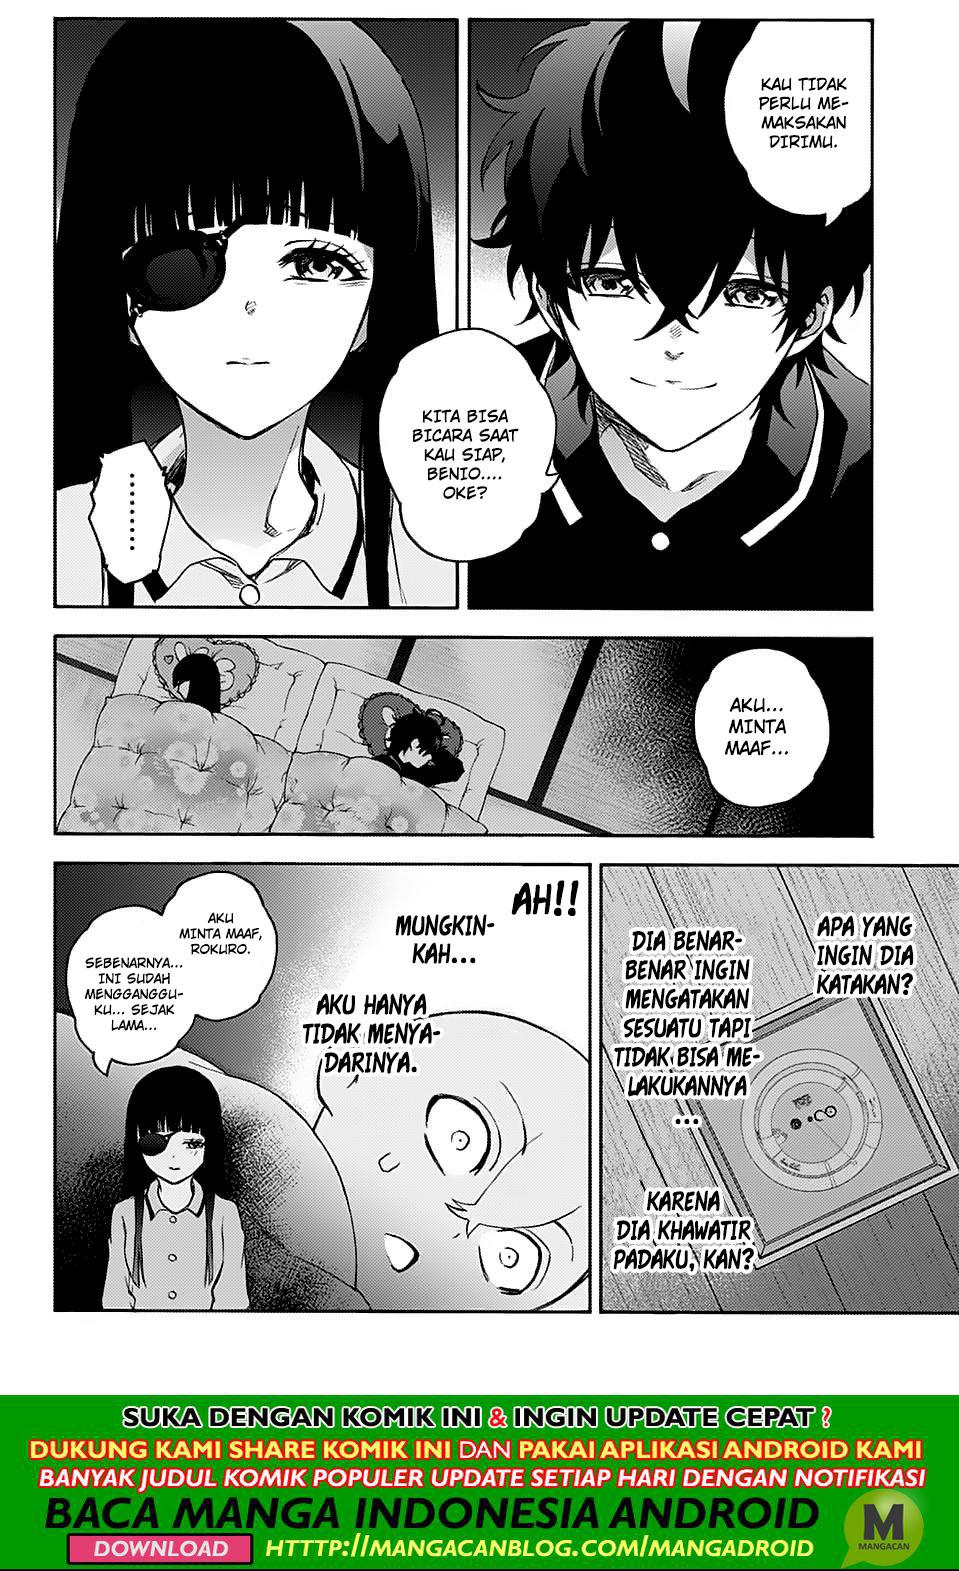 KAU TIDAK
PERLU ME-
MAKSAKAN
DIRIMU.
KITA BISA
BICARA SAAT
KAU SIAP,
BENIO....
OKE?
........
AKU...
MINTA
MAAF...
APA YANG
INGIN DIA
KATAKAN?
DIA BENAR-
BENAR INGIN
MENGATAKAN
SESUATU TAPI
TIDAK BISA ME-
LAKUKANNYA
...
KARENA
DIA KHAWATIR
PADAKU, KAN?
AH!!
MUNGKIN-
KAH...
AKU HANYA
TIDAK MENYA-
DARINYA.
AKU
MINTA MAAF,
ROKURO.
SEBENARNYA...
INI SUDAH
MENGGANGGU-
KU... SEJAK
LAMA...
SUKA DENGAN KOMIK INI & INGIN UPDATE CEPAT ?
DUKUNG KAMI SHARE KOMIK INI DAN PAKAI APLIKASI ANDROID KAMI
BANYAK JUDUL KOMIK POPULER UPDATE SETIAP HARI DENGAN NOTIFIKASI
BACA MANGA INDONESIA ANDROID
DOWNLOAD HTTTP://MANGACANBLOG.COM/MANGADROID
M
MANGACAN